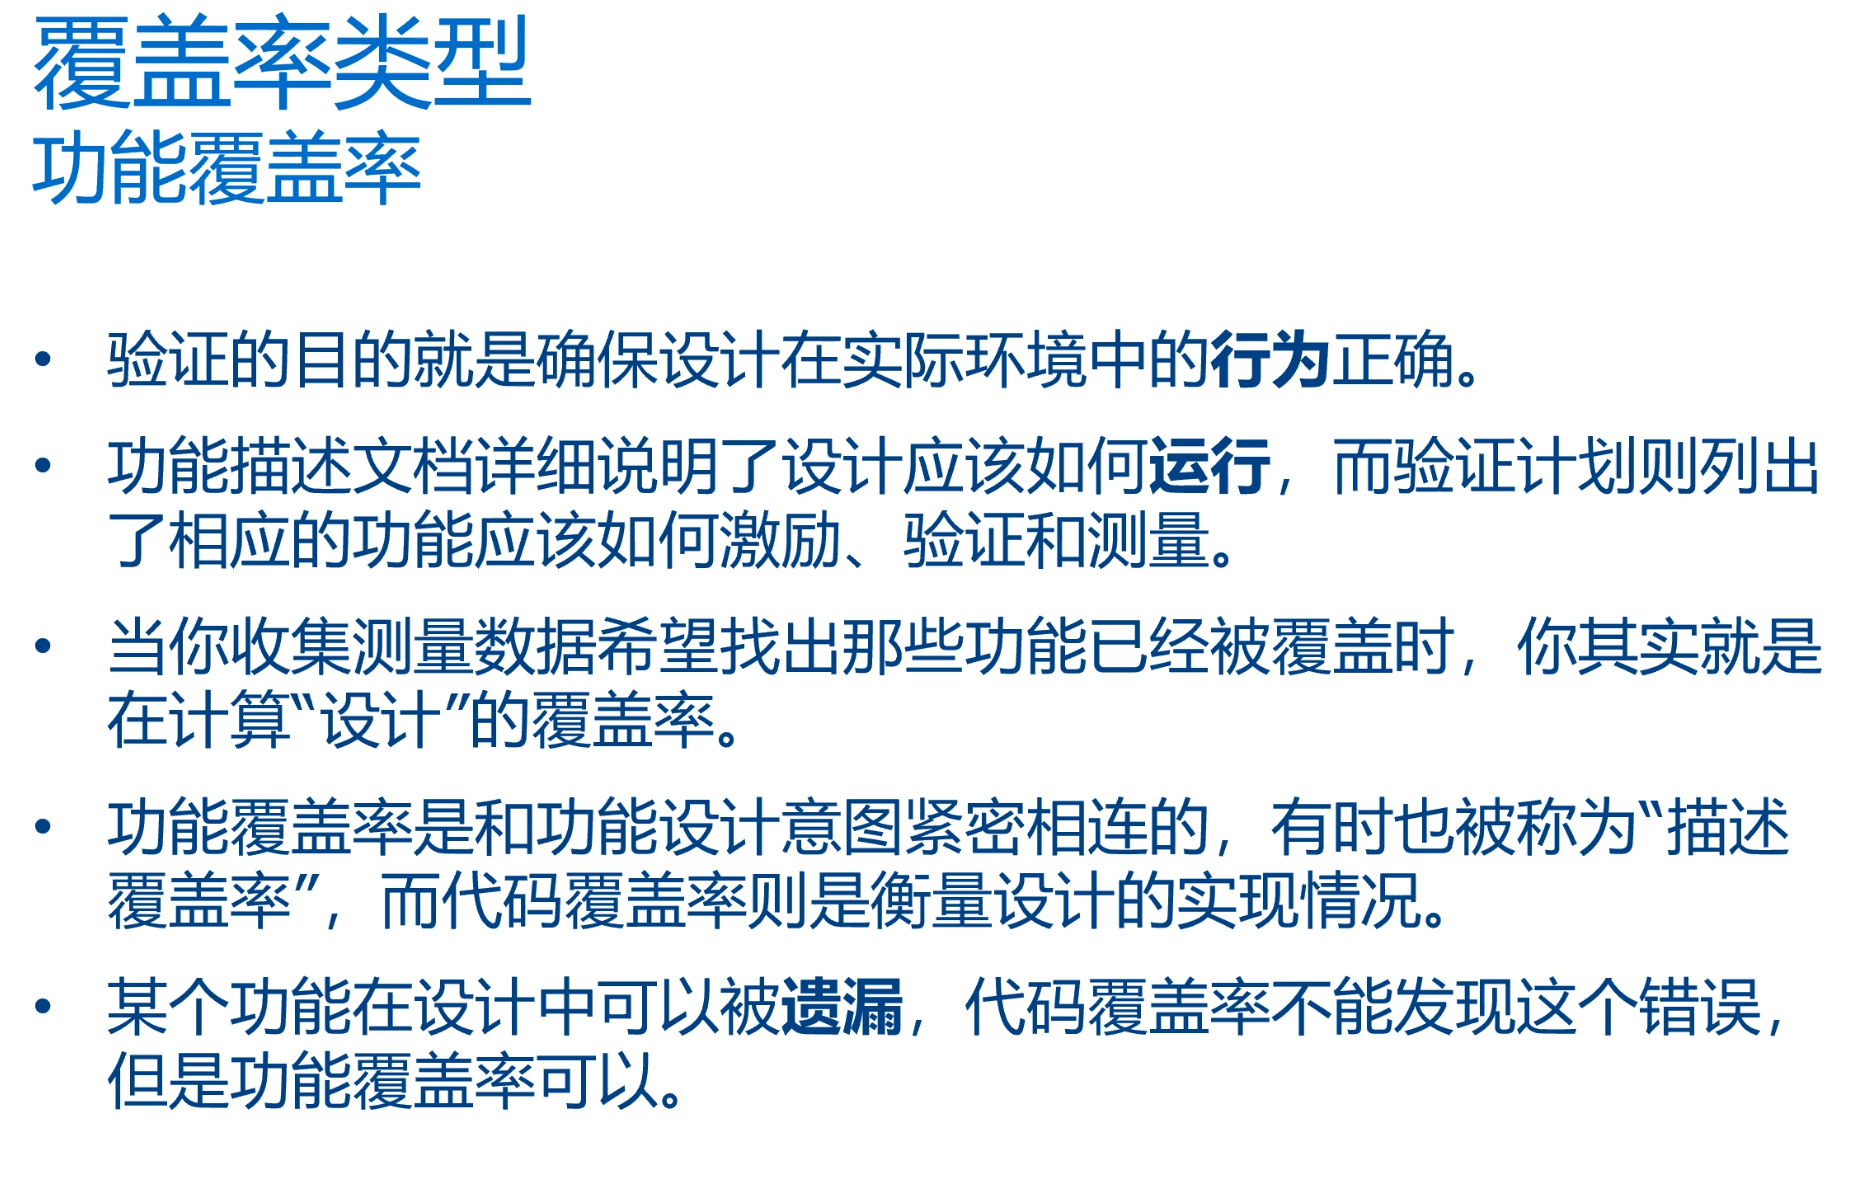 覆盖率类型
功能覆盖率
• 验证的目的就是确保设计在实际环境中的行为正确。
• 功能描述文档详细说明了设计应该如何运行，而验证计划则列出
了相应的功能应该如何激励、验证和测量。
• 当你收集测量数据希望找出那些功能已经被覆盖时，你其实就是
在计算“设计”的覆盖率。
• 功能覆盖率是和功能设计意图紧密相连的，有时也被称为“描述
覆盖率”，而代码覆盖率则是衡量设计的实现情况。
• 某个功能在设计中可以被遗漏，代码覆盖率不能发现这个错误，
但是功能覆盖率可以。